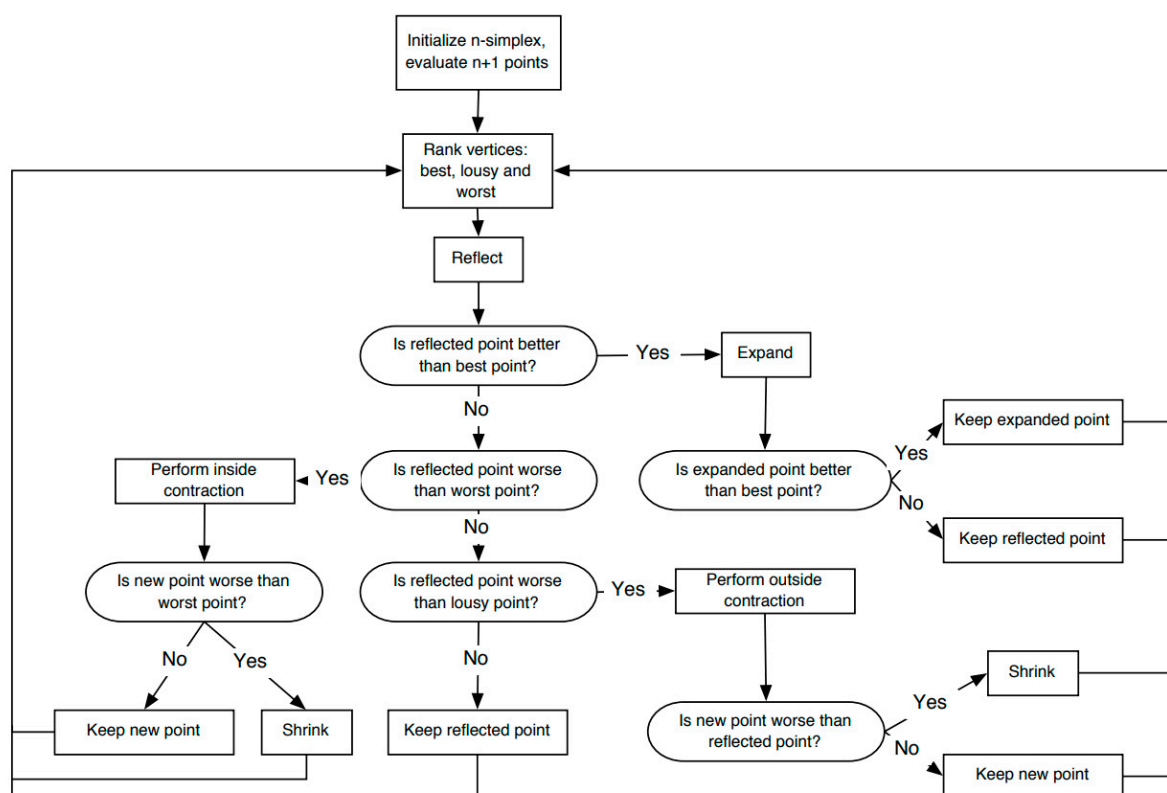 Initialize n-simplex,
evaluate n+1 points
Rank vertices:
best, lousy and
worst
Reflect
Is reflected point better
than best point?
Yes
Expand
No
Keep expanded point
Yes
Perform inside
contraction
Yes
Is reflected point worse
than worst point?
Is expanded point better
than best point?
No
No
Keep reflected point
Is new point worse than
worst point?
Is reflected point worse
than lousy point?
Yes
Perform outside
contraction
No
Yes
No
Shrink
Yes
Keep new point
Shrink
Keep reflected point
Is new point worse than
reflected point?
No
Keep new point